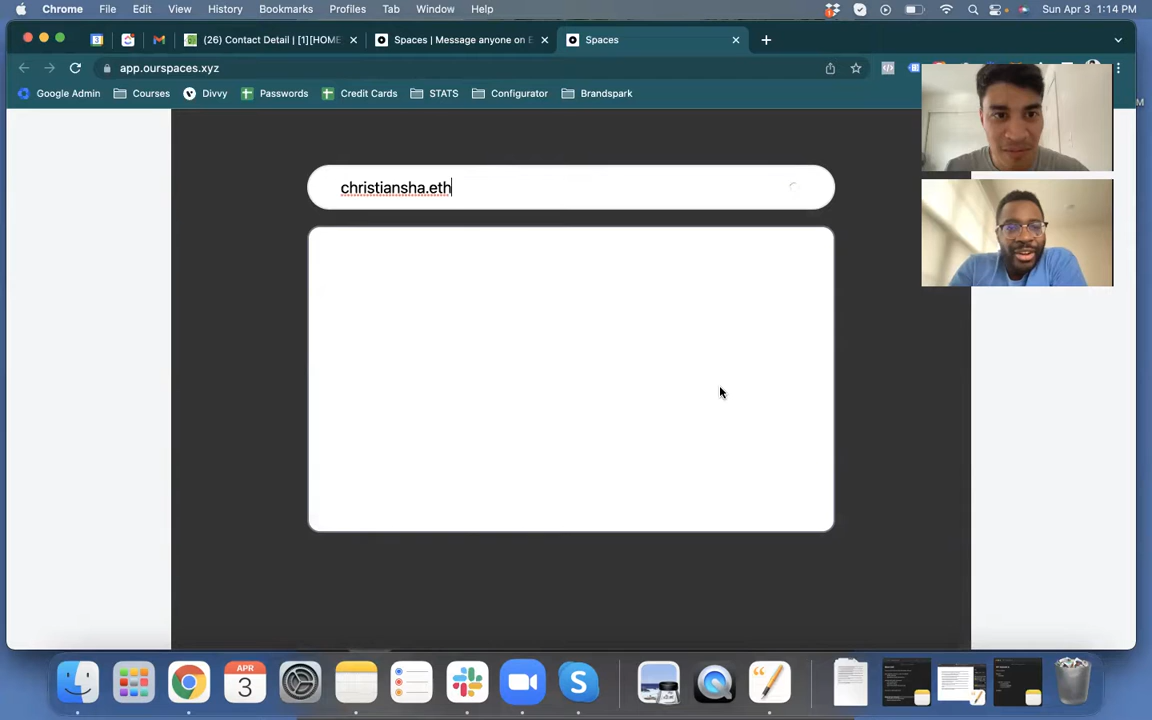 Chrome File Edit View History Bookmarks Profiles Tab Window Help Sun Apr 3 1:14 PM
(26) Contact Detail | [1][HOME
Spaces | Message anyone on E
Spaces
app.ourspaces.xyz
Google Admin Courses Divvy Passwords Credit Cards STATS Configurator Brandspark
christiansha.eth
APR
3